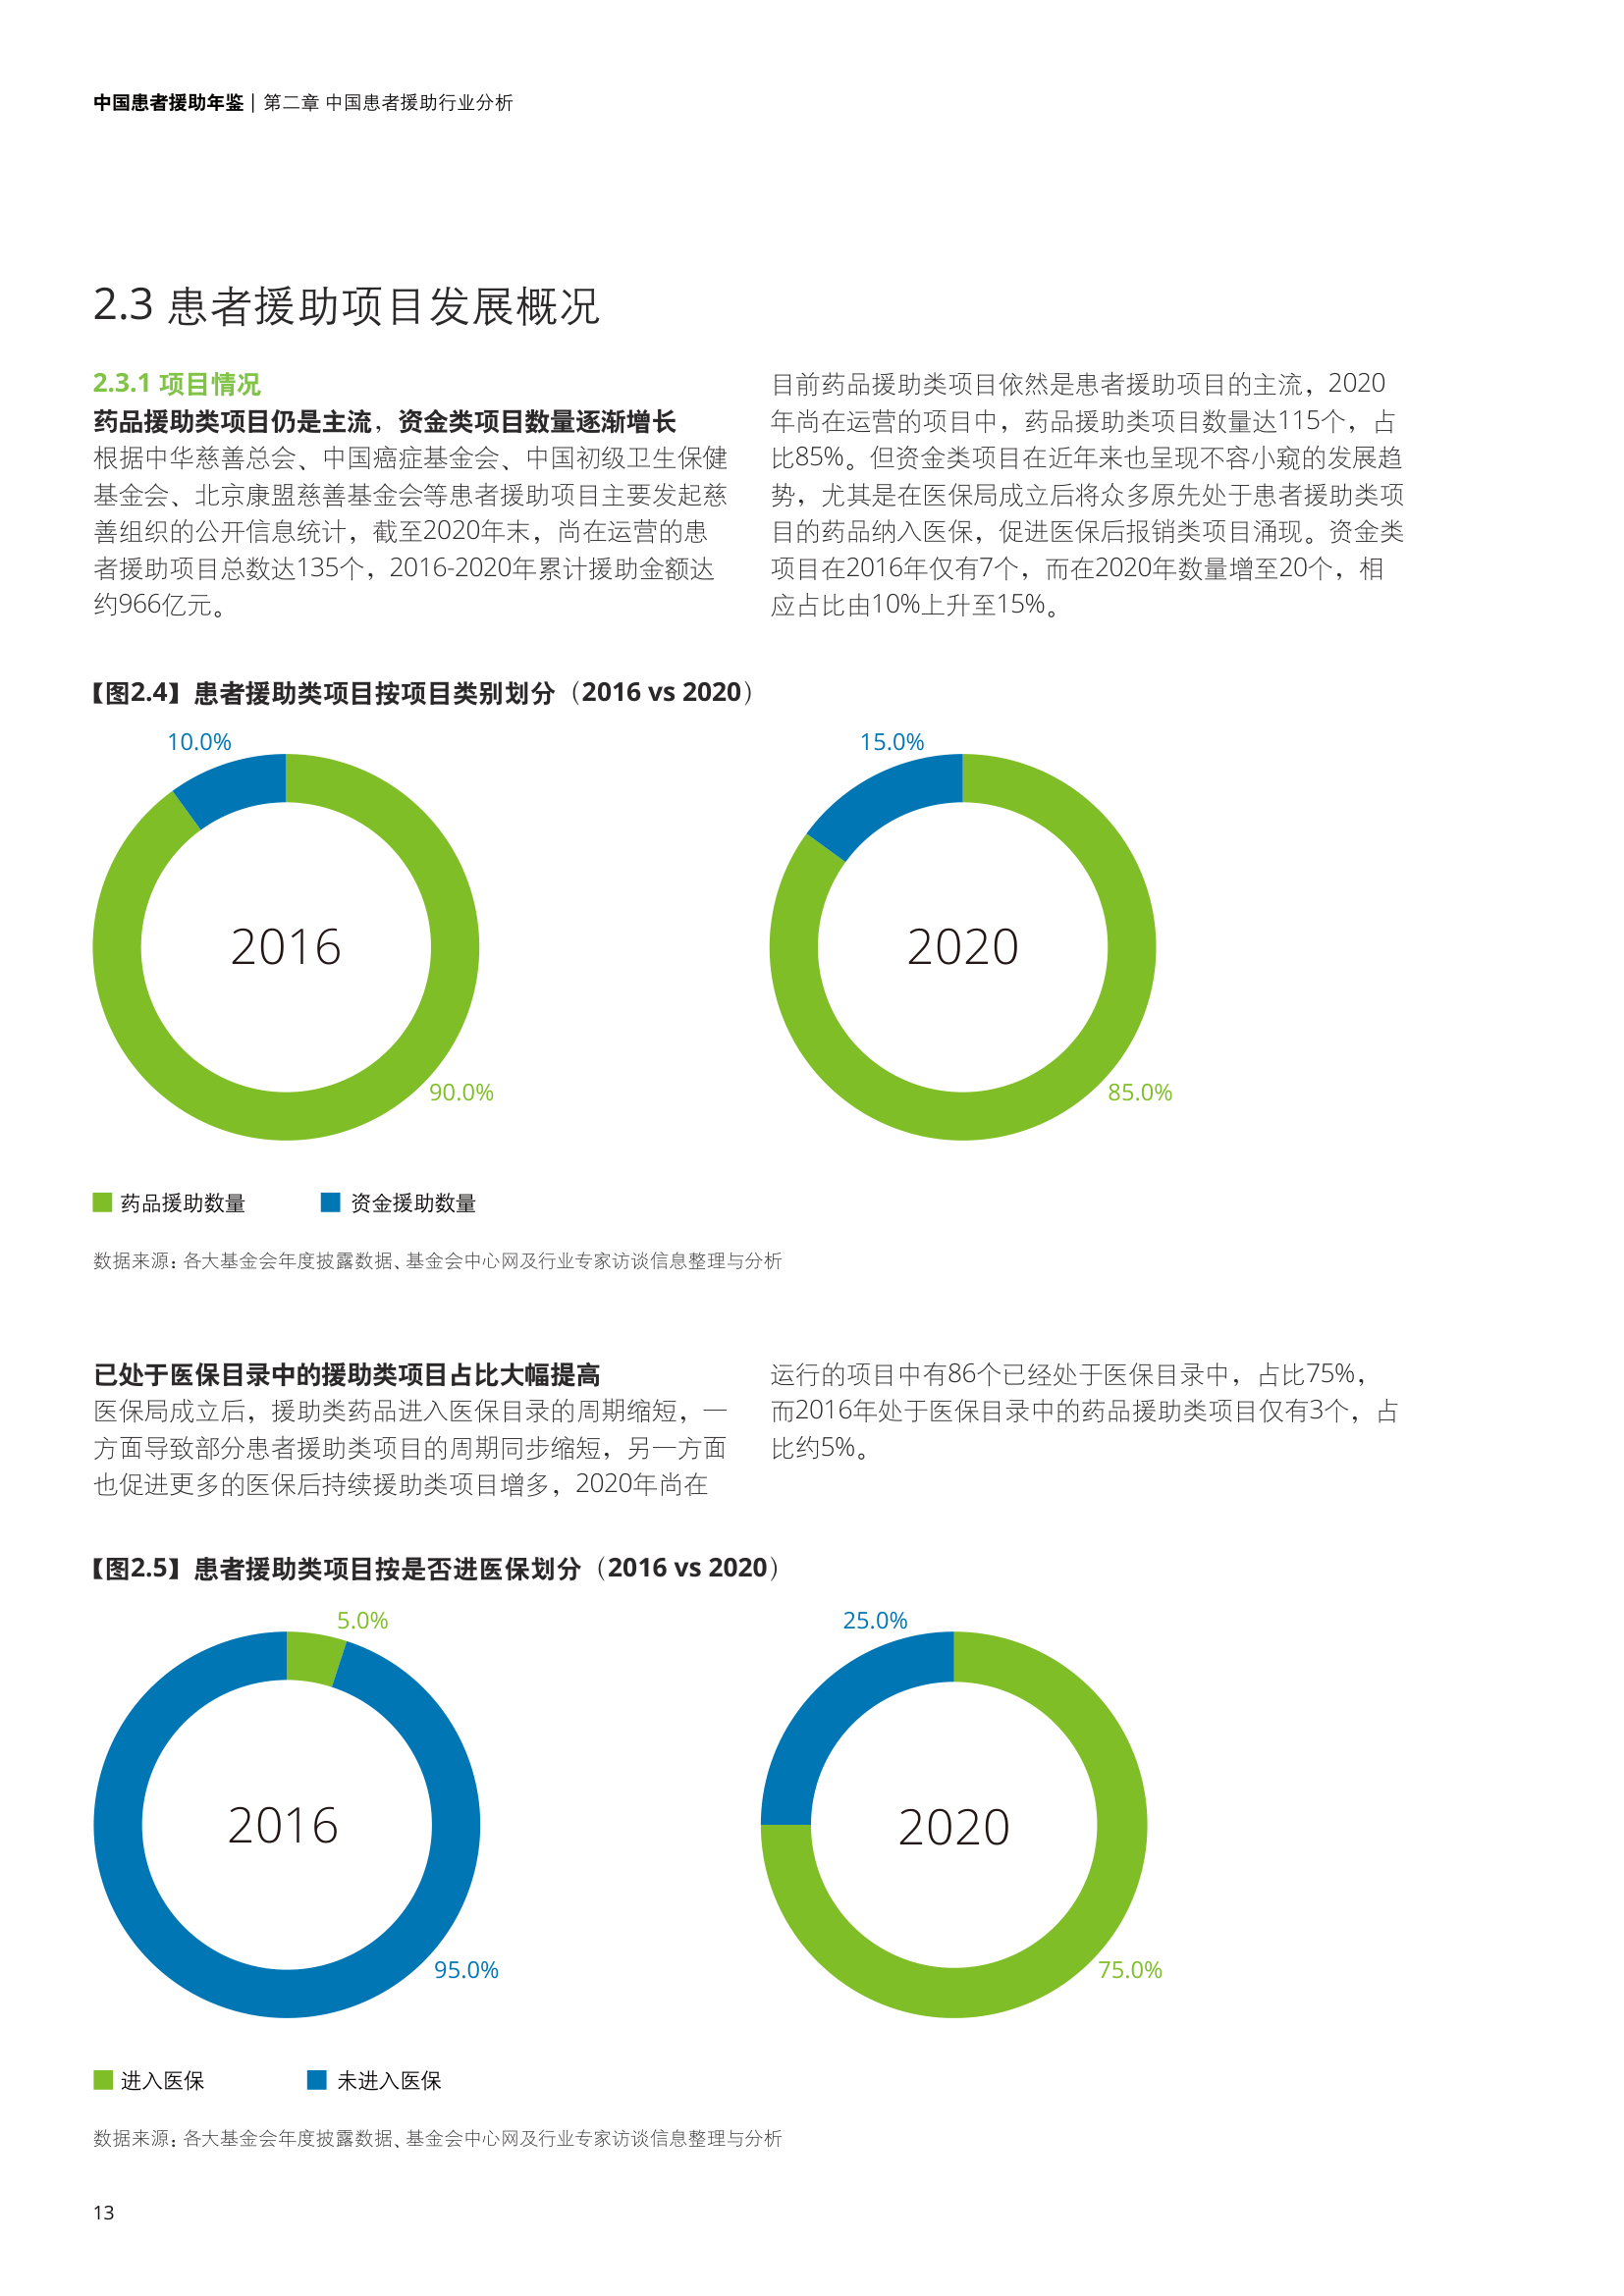 中国患者援助年鉴 | 第二章 中国患者援助行业分析
2.3 患者援助项目发展概况
2.3.1 项目情况
药品援助类项目仍是主流，资金类项目数量逐渐增长
根据中华慈善总会、中国癌症基金会、中国初级卫生保健
基金会、北京康盟慈善基金会等患者援助项目主要发起慈
善组织的公开信息统计，截至2020年末，尚在运营的患
者援助项目总数达135个，2016-2020年累计援助金额达
约966亿元。
目前药品援助类项目依然是患者援助项目的主流，2020
年尚在运营的项目中，药品援助类项目数量达115个，占
比85%。但资金类项目在近年来也呈现不容小窥的发展趋
势，尤其是在医保局成立后将众多原先处于患者援助类项
目的药品纳入医保，促进医保后报销类项目涌现。资金类
项目在2016年仅有7个，而在2020年数量增至20个，相
应占比由10%上升至15%。
【图2.4】患者援助类项目按项目类别划分（2016 vs 2020）
10.0%
2016
90.0%
15.0%
2020
85.0%
药品援助数量
资金援助数量
数据来源：各大基金会年度披露数据、基金会中心网及行业专家访谈信息整理与分析
已处于医保目录中的援助类项目占比大幅提高
医保局成立后，援助类药品进入医保目录的周期缩短，一
方面导致部分患者援助类项目的周期同步缩短，另一方面
也促进更多的医保后持续援助类项目增多，2020年尚在
运行的项目中有86个已经处于医保目录中，占比75%，
而2016年处于医保目录中的药品援助类项目仅有3个，占
比约5%。
【图2.5】患者援助类项目按是否进医保划分（2016 vs 2020）
5.0%
2016
95.0%
25.0%
2020
75.0%
进入医保
未进入医保
数据来源：各大基金会年度披露数据、基金会中心网及行业专家访谈信息整理与分析
13